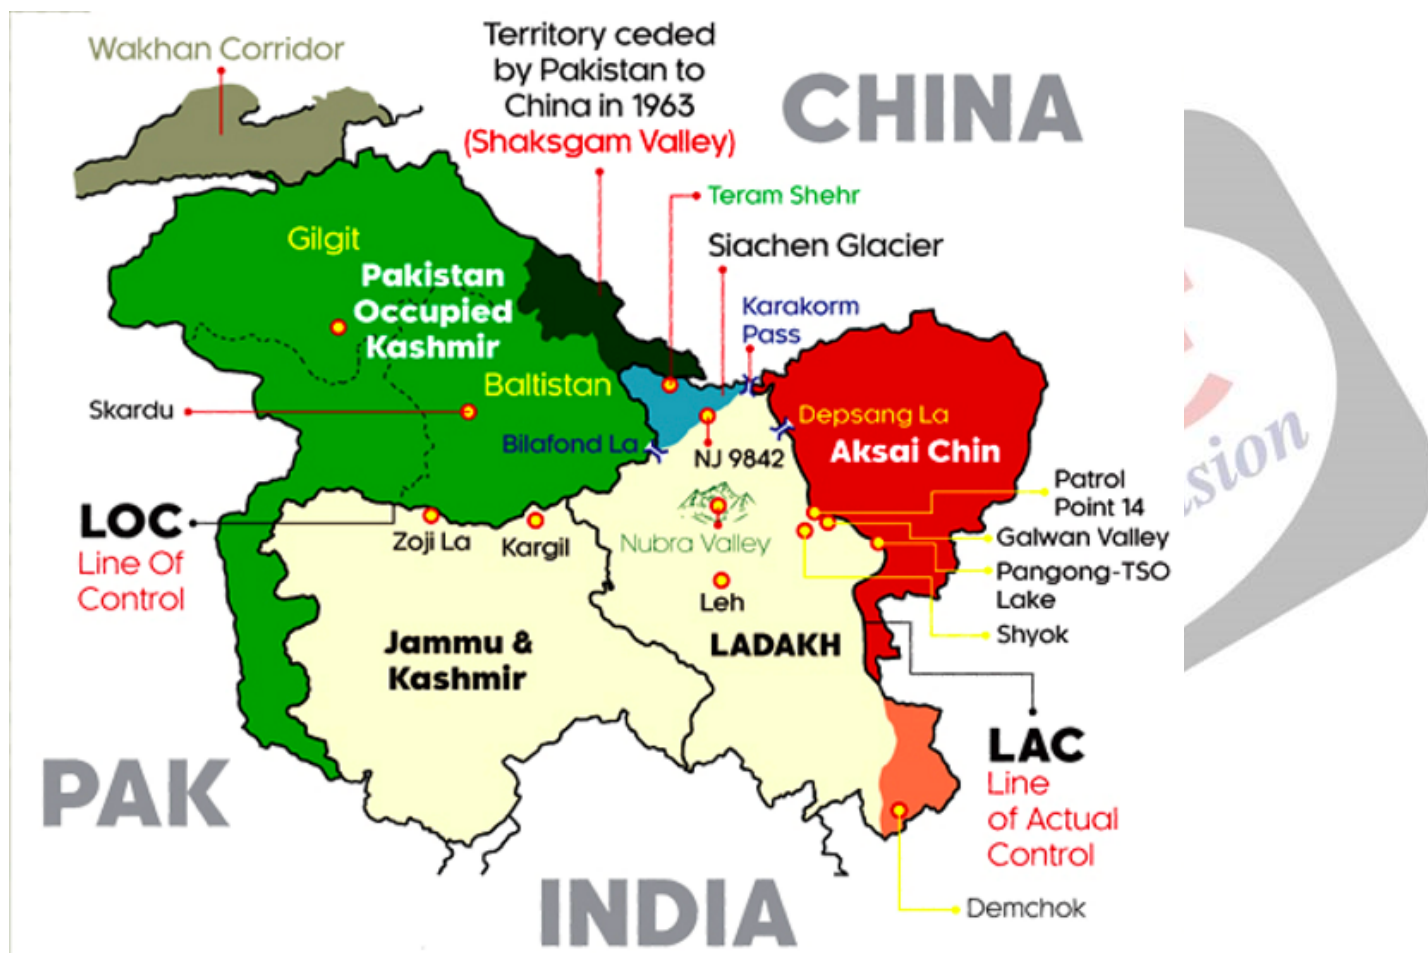 Wakhan Corridor
Territory ceded
by Pakistan to
China in 1963
(Shaksgam Valley)
CHINA
Teram Shehr
Siachen Glacier
Gilgit
Pakistan
Occupied
Kashmir
Karakorm
Pass
Baltistan
Skardu
Depsang La
Bilafond La
Aksai Chin
NJ 9842
Patrol
Point 14
LOC
Line Of
Control
Zoji La
Kargil
Nubra Valley
Galwan Valley
Pangong-TSO
Lake
Leh
Shyok
Jammu &
Kashmir
LADAKH
LAC
Line
of Actual
Control
PAK
INDIA
Demchok